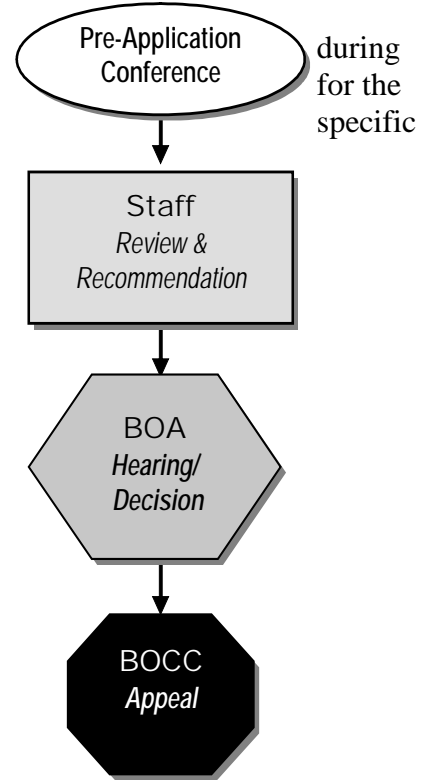 Pre-Application
Conference
during
for the
specific
Staff
Review &
Recommendation
BOA
Hearing/
Decision
BOCC
Appeal